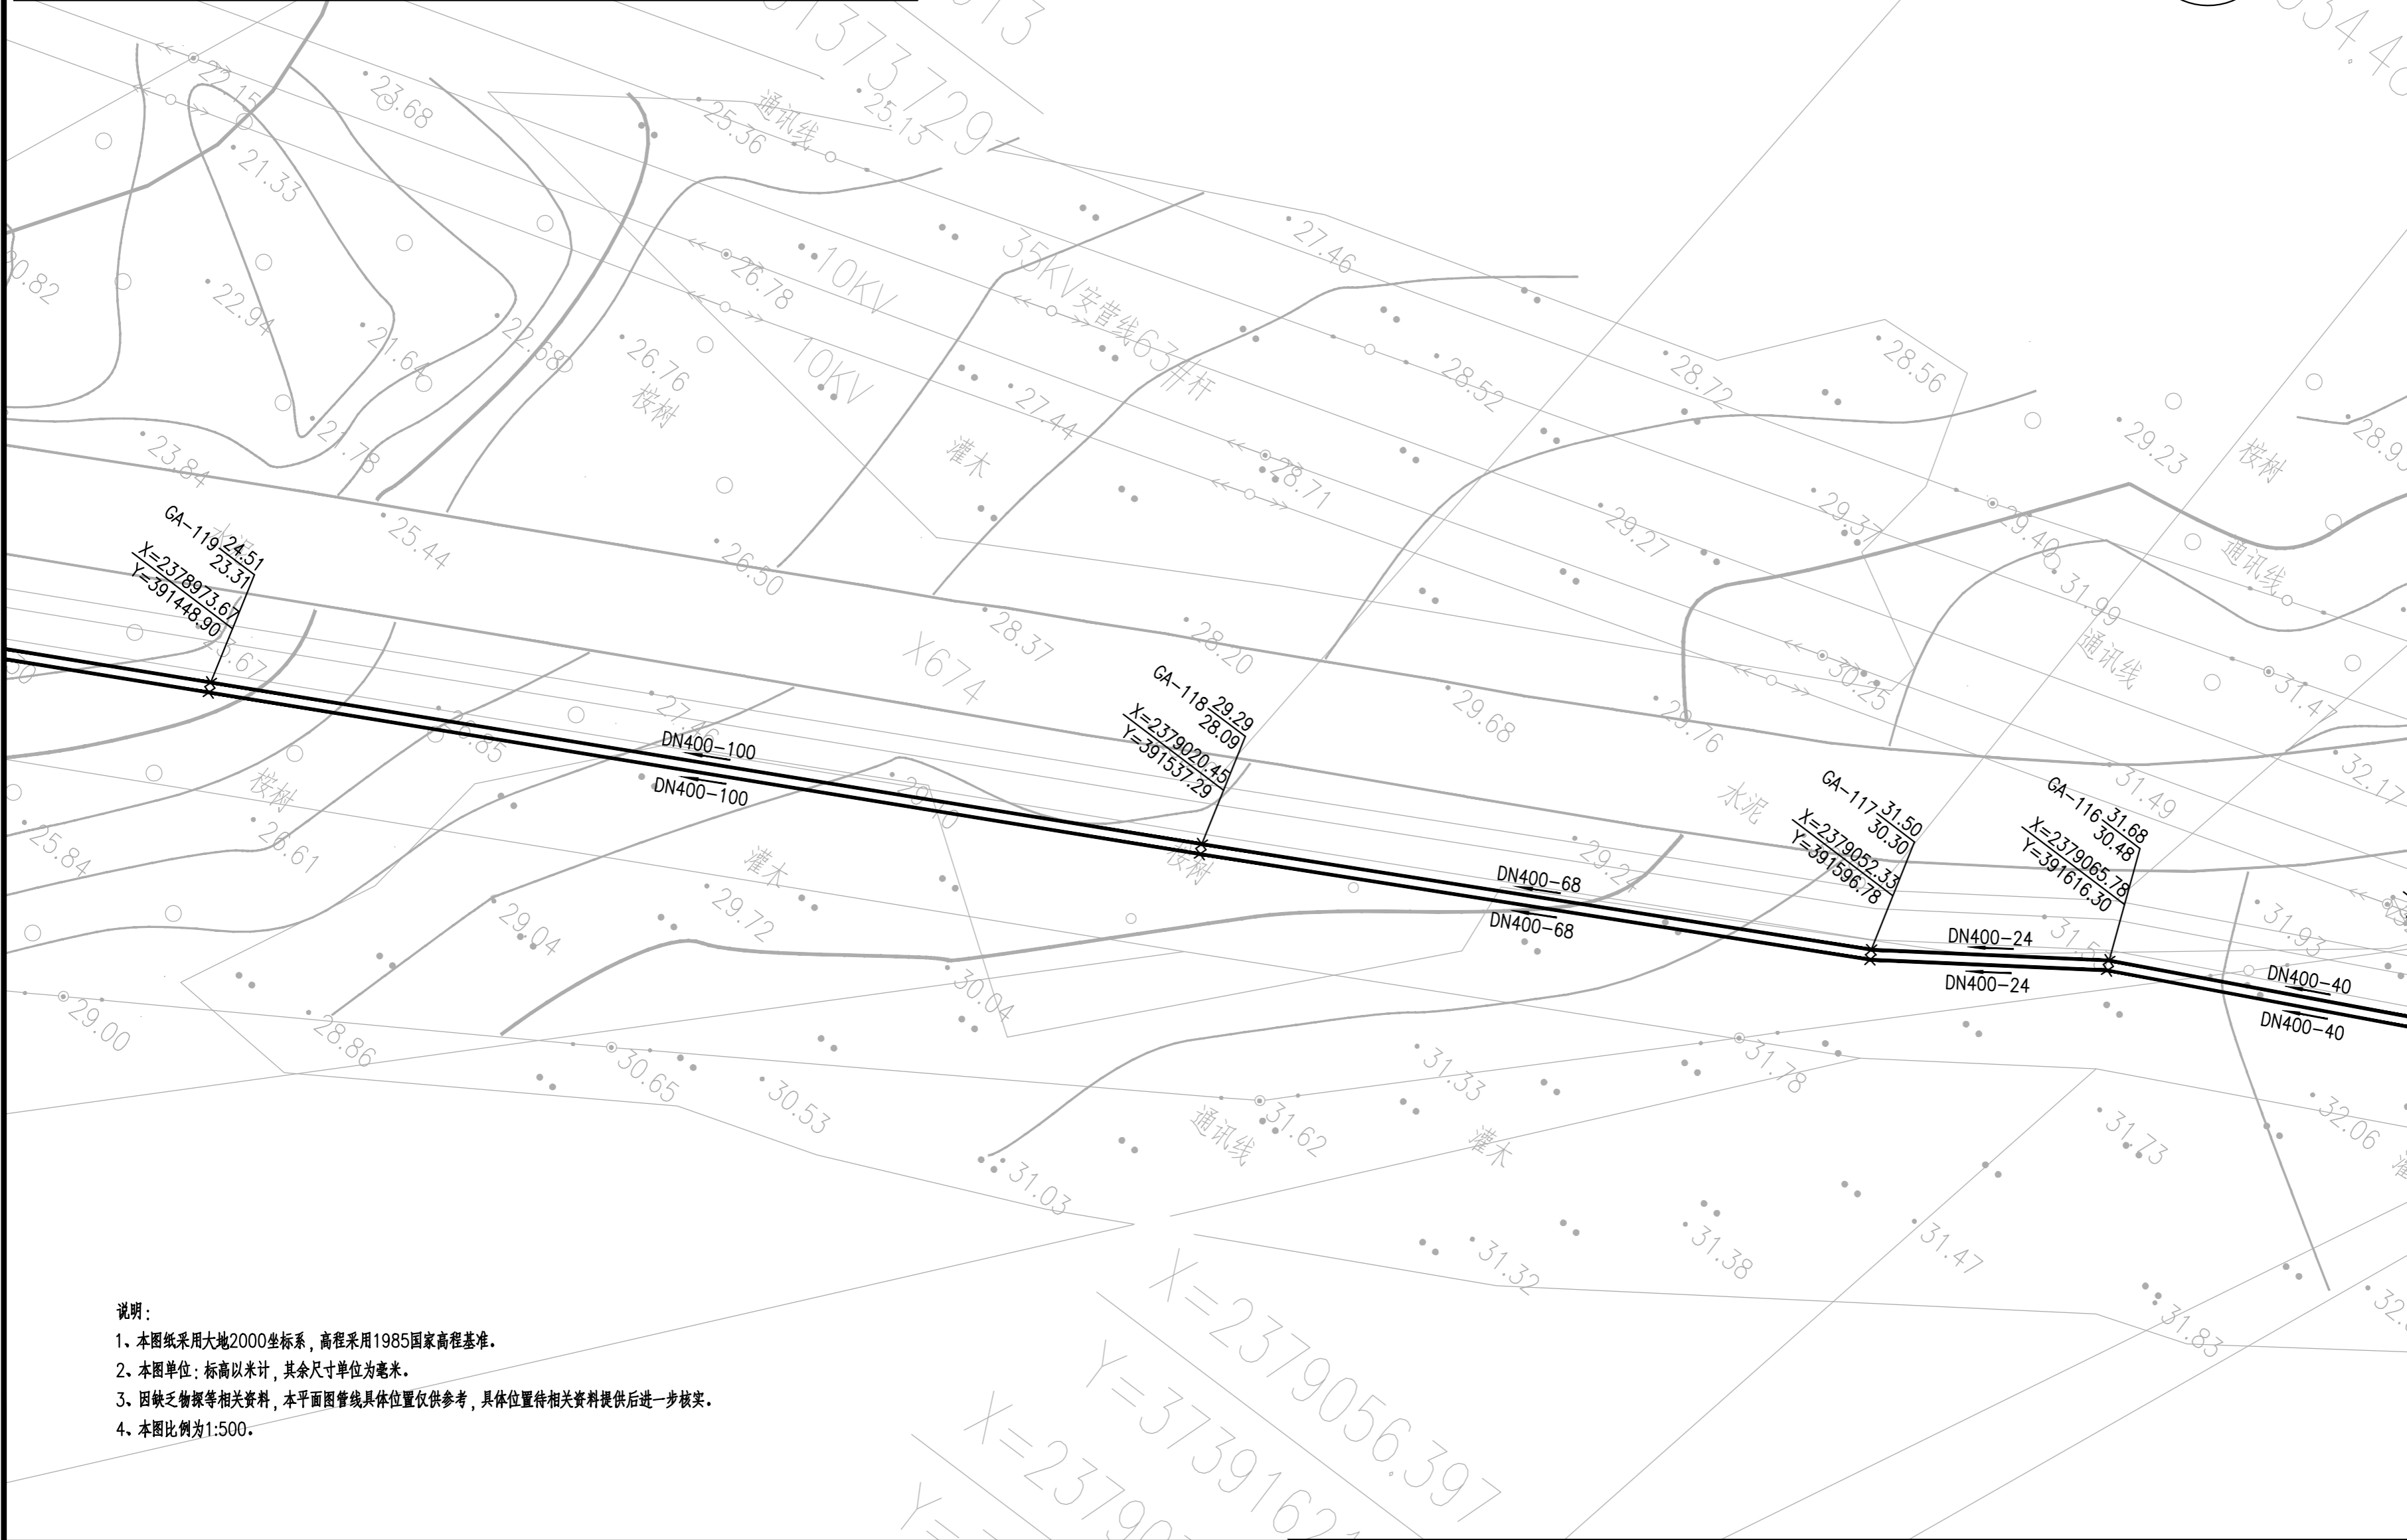 22.15
23.68
25.36
通讯线
25.13
21.33
27.46
22.94
21.64
22.68
26.78
10KV
35KV安营线63#杆
26.76
桉树
10KV
27.44
28.52
28.72
28.56
23.84
21.78
灌木
28.71
29.23
桉树
25.44
26.50
29.27
29.37
29.40
通讯线
GA-119 24.51
23.31
X=2378973.67
Y=391448.90
28.37
28.20
31.99
通讯线
X674
GA-118 29.29
28.09
X=2379020.45
Y=391537.29
29.68
29.76
30.25
31.47
水泥
GA-117 31.50
30.30
X=2379052.33
Y=391596.78
GA-116 31.68
30.48
X=2379065.78
Y=391616.30
31.49
32.17
DN400-100
DN400-100
桉树
26.61
25.84
灌木
29.72
桉树
DN400-68
DN400-68
DN400-24
DN400-24
31.93
DN400-40
DN400-40
29.04
30.04
29.00
28.86
30.65
30.53
31.33
31.78
31.62
通讯线
灌木
31.73
32.06
31.03
31.32
31.38
31.47
31.83
X=2379056.397
说明：
1、本图纸采用大地2000坐标系，高程采用1985国家高程基准。
2、本图单位：标高以米计，其余尺寸单位为毫米。
3、因缺乏物探等相关资料，本平面图管线具体位置仅供参考，具体位置待相关资料提供后进一步核实。
4、本图比例为1:500。